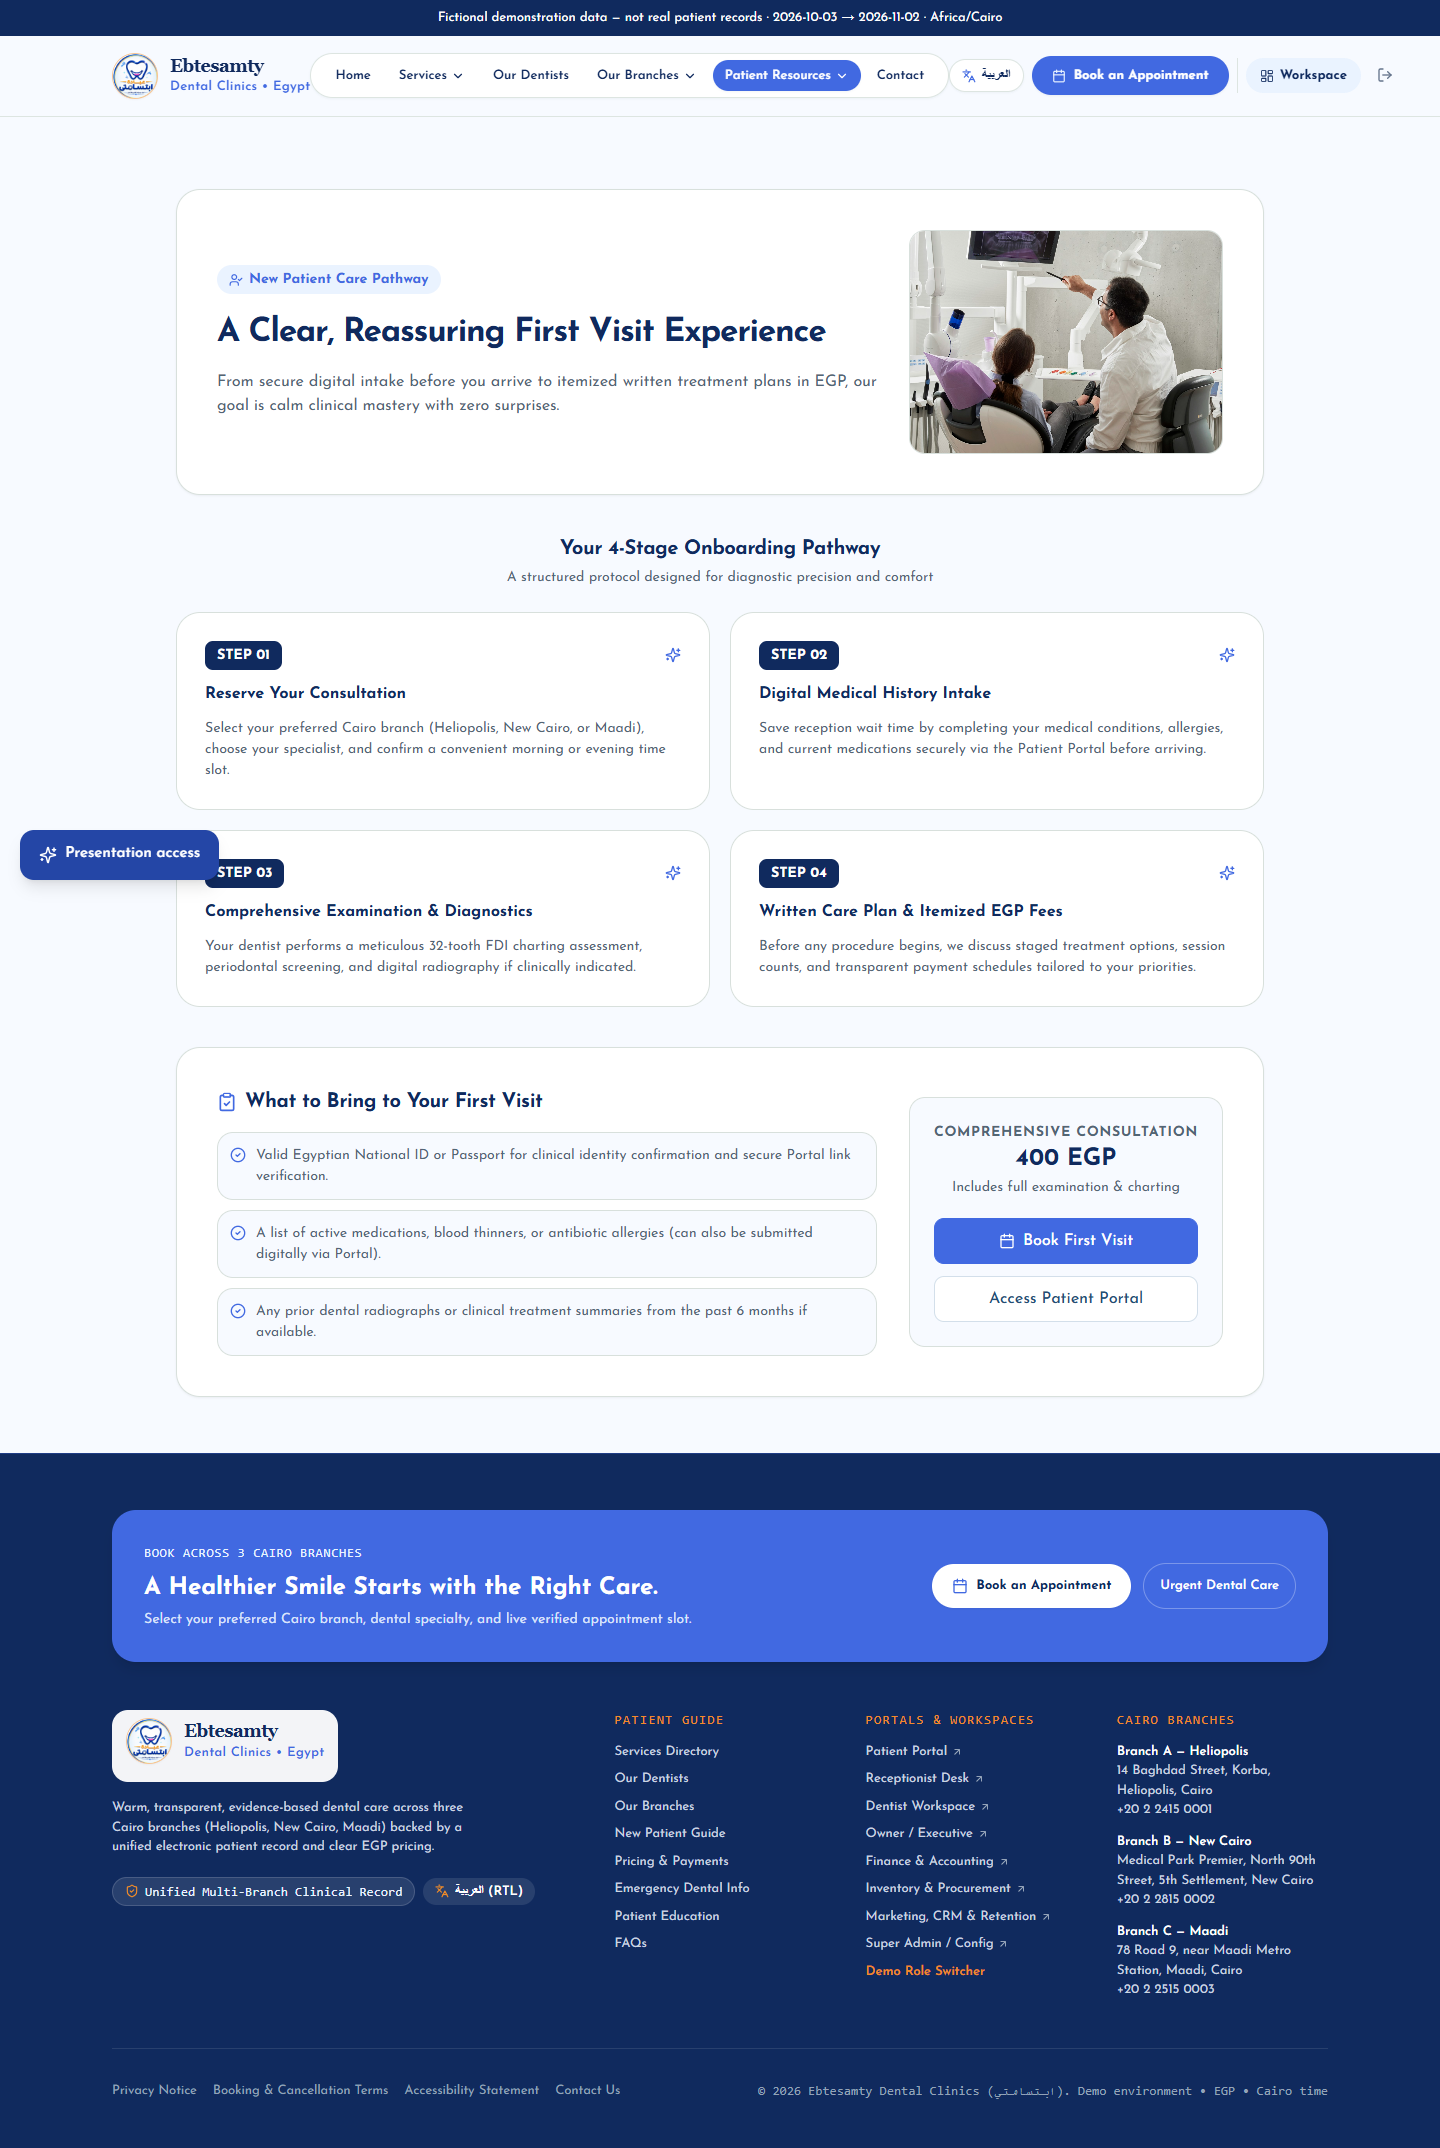 Fictional demonstration data — not real patient records · 2026-10-03 → 2026-11-02 · Africa/Cairo
ابتسامتي
Ebtesamty
Dental Clinics • Egypt
Home
Services
Our Dentists
Our Branches
Patient Resources
Contact
العربية
Book an Appointment
Workspace
New Patient Care Pathway
A Clear, Reassuring First Visit Experience
From secure digital intake before you arrive to itemized written treatment plans in EGP, our
goal is calm clinical mastery with zero surprises.
Your 4-Stage Onboarding Pathway
A structured protocol designed for diagnostic precision and comfort
STEP 01
Reserve Your Consultation
Select your preferred Cairo branch (Heliopolis, New Cairo, or Maadi),
choose your specialist, and confirm a convenient morning or evening time
slot.
STEP 02
Digital Medical History Intake
Save reception wait time by completing your medical conditions, allergies,
and current medications securely via the Patient Portal before arriving.
Presentation access
STEP 03
Comprehensive Examination & Diagnostics
Your dentist performs a meticulous 32-tooth FDI charting assessment,
periodontal screening, and digital radiography if clinically indicated.
STEP 04
Written Care Plan & Itemized EGP Fees
Before any procedure begins, we discuss staged treatment options, session
counts, and transparent payment schedules tailored to your priorities.
What to Bring to Your First Visit
Valid Egyptian National ID or Passport for clinical identity confirmation and secure Portal link
verification.
A list of active medications, blood thinners, or antibiotic allergies (can also be submitted
digitally via Portal).
Any prior dental radiographs or clinical treatment summaries from the past 6 months if
available.
COMPREHENSIVE CONSULTATION
400 EGP
Includes full examination & charting
Book First Visit
Access Patient Portal
BOOK ACROSS 3 CAIRO BRANCHES
A Healthier Smile Starts with the Right Care.
Select your preferred Cairo branch, dental specialty, and live verified appointment slot.
Book an Appointment
Urgent Dental Care
ابتسامتي
Ebtesamty
Dental Clinics • Egypt
Warm, transparent, evidence-based dental care across three
Cairo branches (Heliopolis, New Cairo, Maadi) backed by a
unified electronic patient record and clear EGP pricing.
Unified Multi-Branch Clinical Record
العربية (RTL)
PATIENT GUIDE
Services Directory
Our Dentists
Our Branches
New Patient Guide
Pricing & Payments
Emergency Dental Info
Patient Education
FAQs
PORTALS & WORKSPACES
Patient Portal
Receptionist Desk
Dentist Workspace
Owner / Executive
Finance & Accounting
Inventory & Procurement
Marketing, CRM & Retention
Super Admin / Config
Demo Role Switcher
CAIRO BRANCHES
Branch A — Heliopolis
14 Baghdad Street, Korba,
Heliopolis, Cairo
+20 2 2415 0001
Branch B — New Cairo
Medical Park Premier, North 90th
Street, 5th Settlement, New Cairo
+20 2 2815 0002
Branch C — Maadi
78 Road 9, near Maadi Metro
Station, Maadi, Cairo
+20 2 2515 0003
Privacy Notice
Booking & Cancellation Terms
Accessibility Statement
Contact Us
© 2026 Ebtesamty Dental Clinics (ابتسامتي). Demo environment • EGP • Cairo time